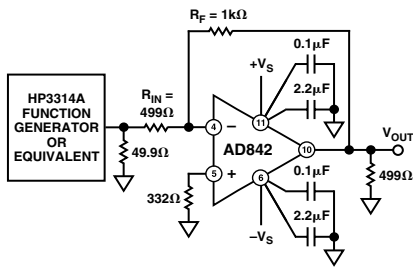 R_F = 1kΩ
0.1µF
+V_S
2.2µF
HP3314A
FUNCTION
GENERATOR
OR
EQUIVALENT
R_IN =
499Ω
49.9Ω
4
–
11
AD842
10
V_OUT
5
+
6
332Ω
0.1µF
499Ω
2.2µF
–V_S